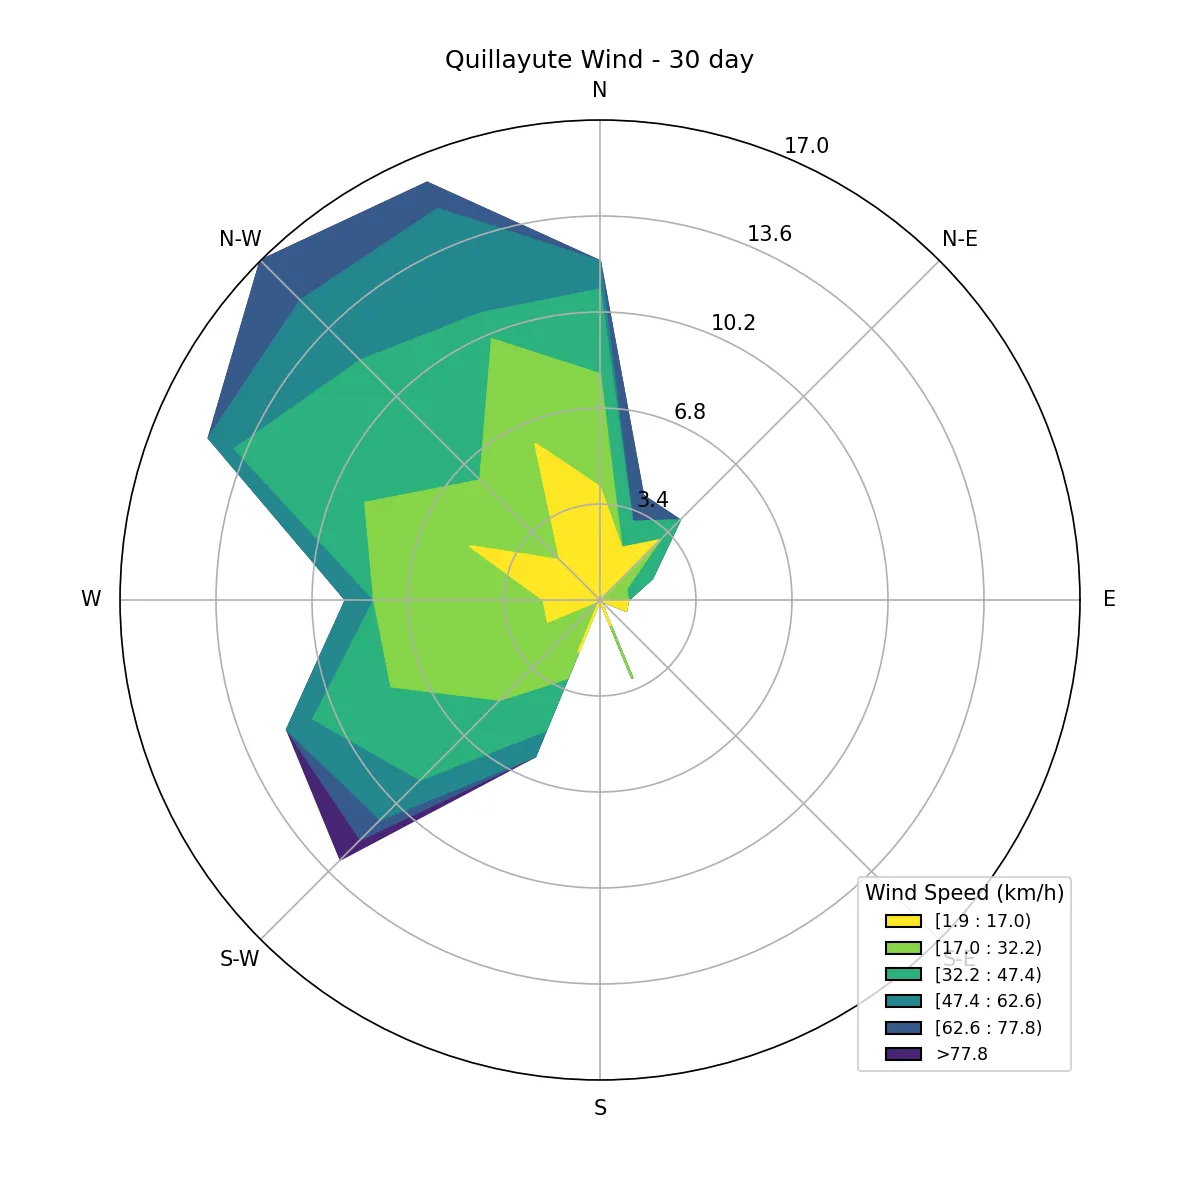 Quillayute Wind - 30 day
N
17.0
13.6
N-W
N-E
10.2
6.8
3.4
W
E
Wind Speed (km/h)
[1.9 : 17.0)
[17.0 : 32.2)
S-W
S-E
[32.2 : 47.4)
[47.4 : 62.6)
[62.6 : 77.8)
>77.8
S